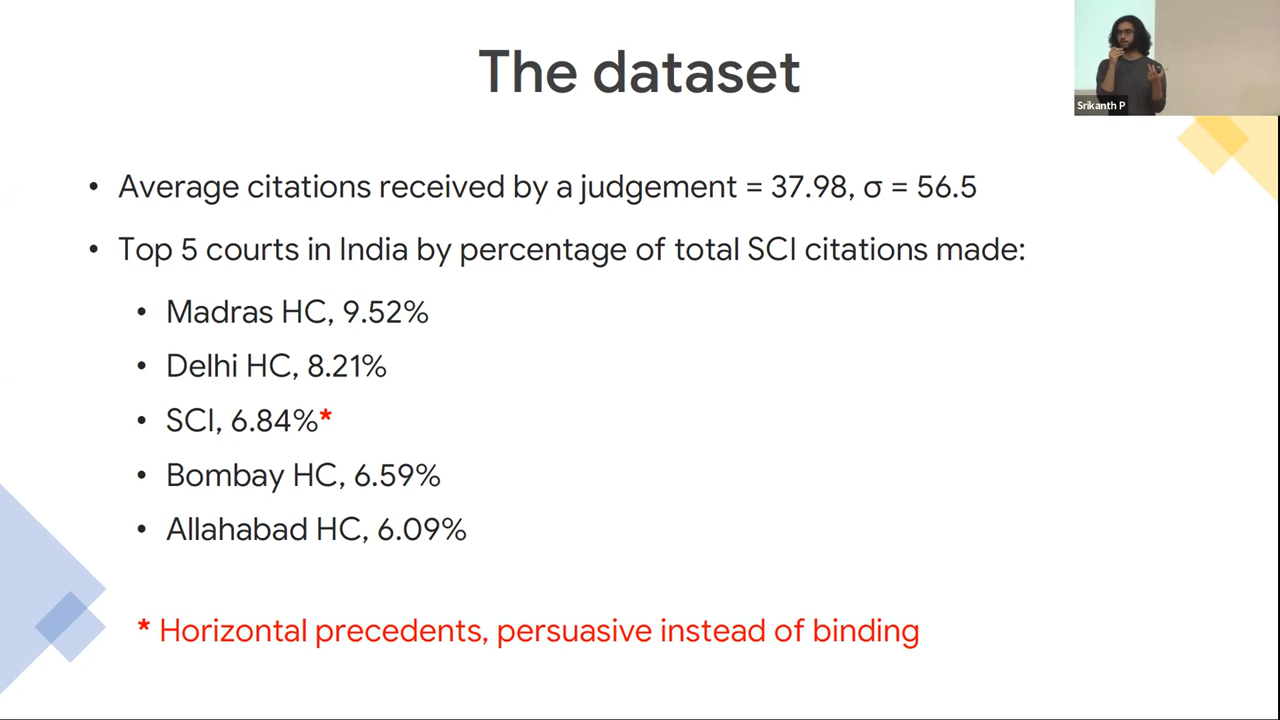 The dataset
Srikanth P
• Average citations received by a judgement = 37.98, σ = 56.5
• Top 5 courts in India by percentage of total SCI citations made:
• Madras HC, 9.52%
• Delhi HC, 8.21%
• SCI, 6.84%*
• Bombay HC, 6.59%
• Allahabad HC, 6.09%
* Horizontal precedents, persuasive instead of binding